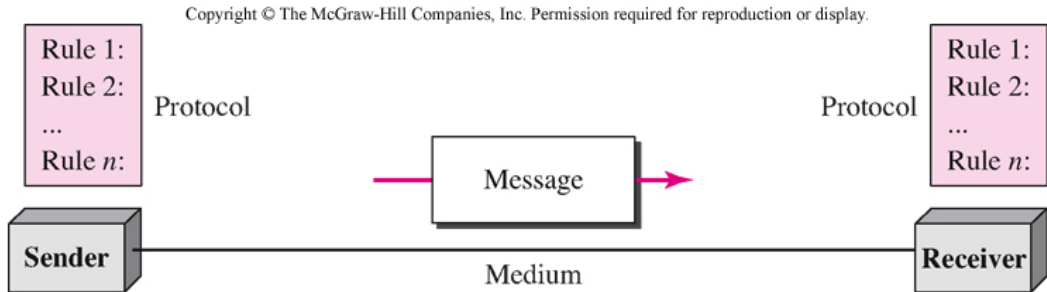 Copyright © The McGraw-Hill Companies, Inc. Permission required for reproduction or display.
Rule 1:
Rule 2:
...
Rule n:
Protocol
Message
Protocol
Rule 1:
Rule 2:
...
Rule n:
Sender
Medium
Receiver